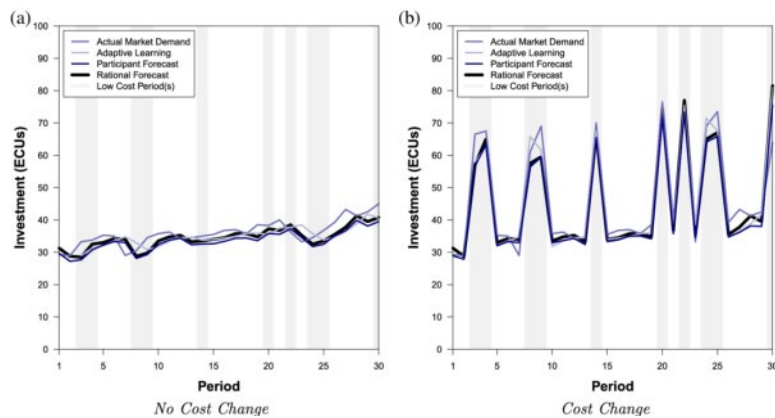 (a)
100
90
80
70
60
50
40
30
20
10
0
Investment (ECUs)
Actual Market Demand
Adaptive Learning
Participant Forecast
Rational Forecast
Low Cost Period(s)
1 5 10 15 20 25 30
Period
No Cost Change
(b)
100
90
80
70
60
50
40
30
20
10
0
Investment (ECUs)
Actual Market Demand
Adaptive Learning
Participant Forecast
Rational Forecast
Low Cost Period(s)
1 5 10 15 20 25 30
Period
Cost Change